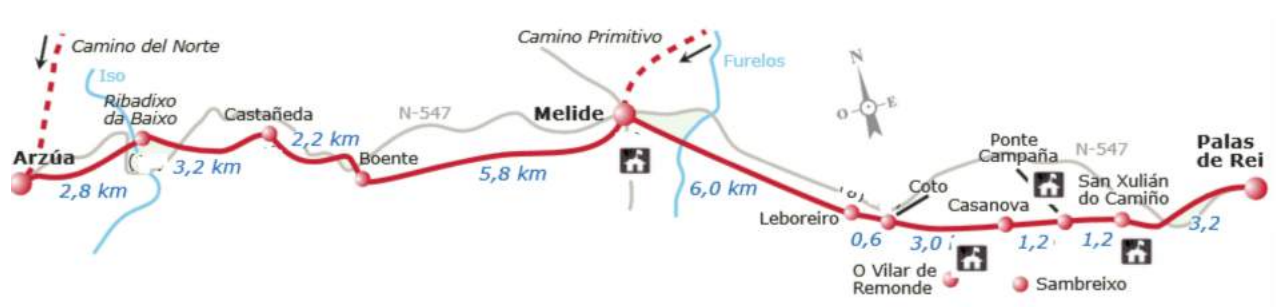 Camino del Norte
Camino Primitivo
Iso
Furelos
Ribadixo
da Baixo
Castañeda
N-547
Melide
N
O
E
Arzúa
2,8 km
3,2 km
2,2 km
Boente
5,8 km
6,0 km
Leboreiro
0,6
Coto
3,0
Casanova
1,2
Ponte
Campaña
N-547
1,2
San Xulián
do Camiño
Palas
de Rei
3,2
O Vilar de
Remonde
Sambreixo